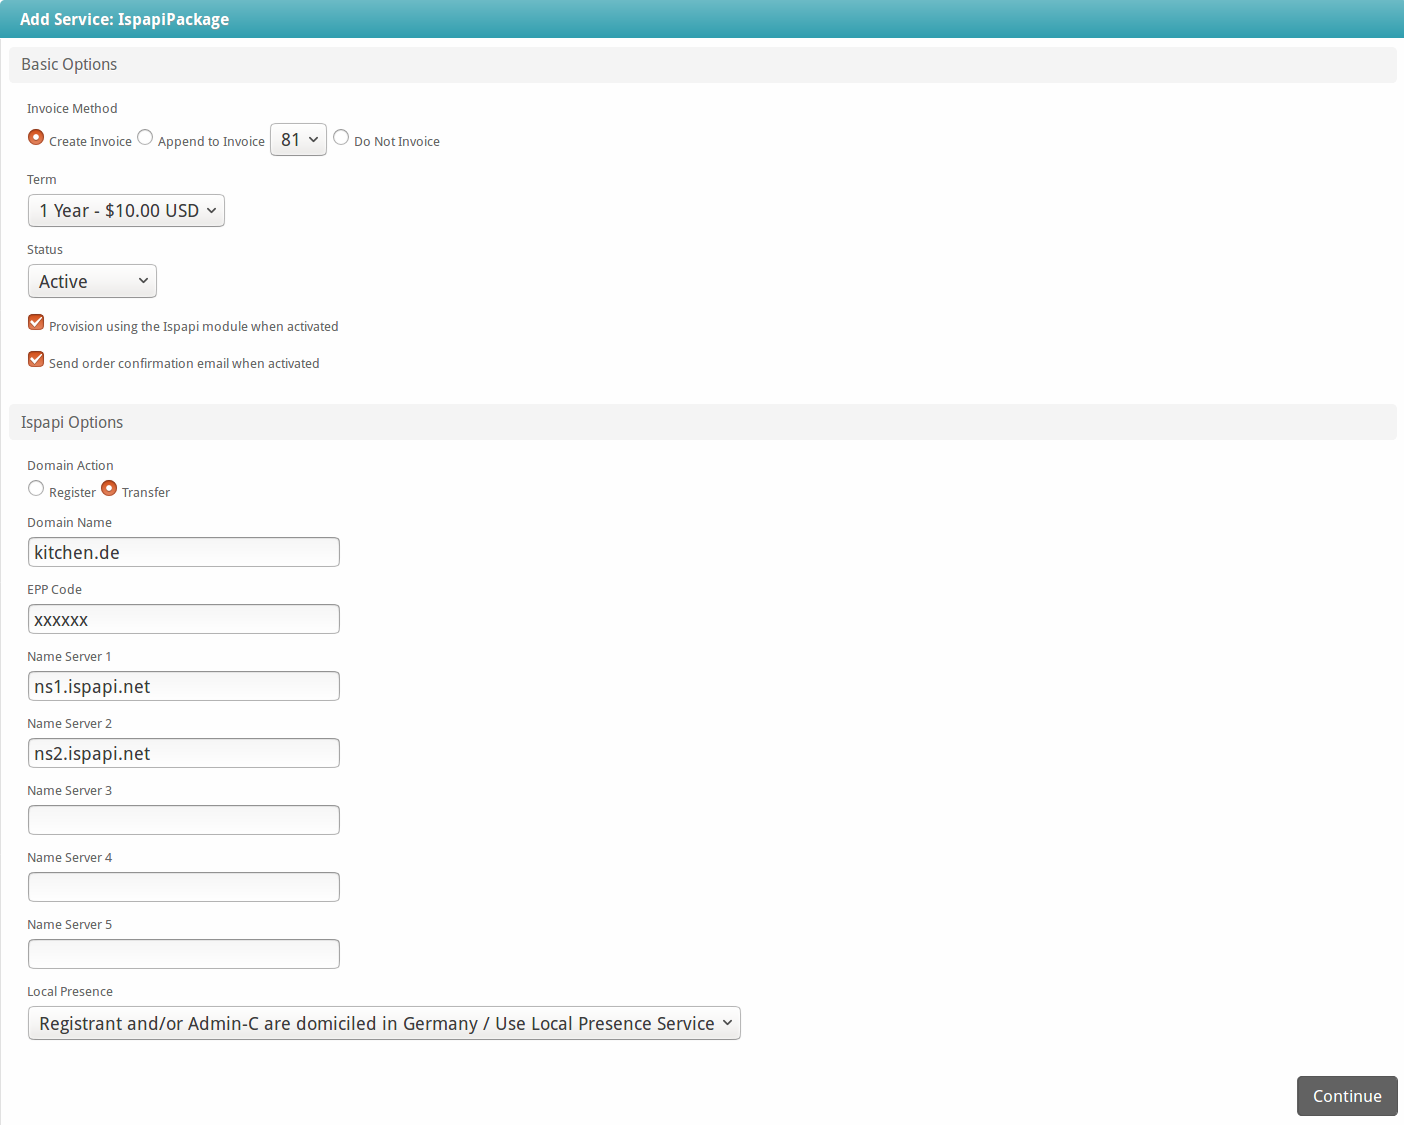 Add Service: IspapiPackage
Basic Options
Invoice Method
Create Invoice Append to Invoice 81 Do Not Invoice
Term
1 Year - $10.00 USD
Status
Active
Provision using the Ispapi module when activated
Send order confirmation email when activated
Ispapi Options
Domain Action
Register Transfer
Domain Name
kitchen.de
EPP Code
xxxxxx
Name Server 1
ns1.ispapi.net
Name Server 2
ns2.ispapi.net
Name Server 3
Name Server 4
Name Server 5
Local Presence
Registrant and/or Admin-C are domiciled in Germany / Use Local Presence Service
Continue